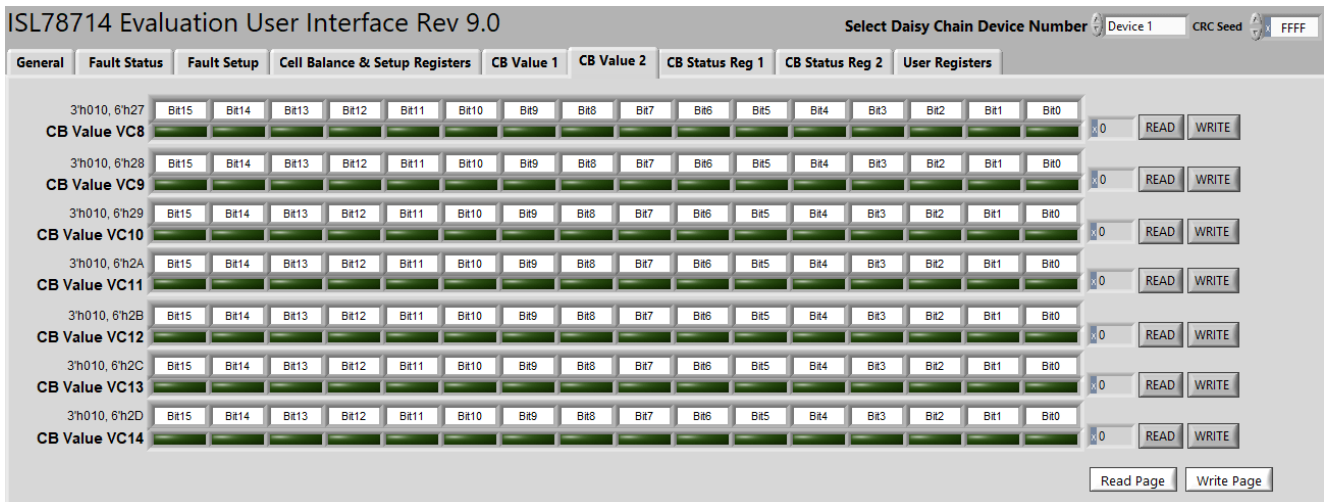 ISL78714 Evaluation User Interface Rev 9.0 Select Daisy Chain Device Number Device 1 CRC Seed x FFFF
General Fault Status Fault Setup Cell Balance & Setup Registers CB Value 1 CB Value 2 CB Status Reg 1 CB Status Reg 2 User Registers
3'h010, 6'h27 Bit15 Bit14 Bit13 Bit12 Bit11 Bit10 Bit9 Bit8 Bit7 Bit6 Bit5 Bit4 Bit3 Bit2 Bit1 Bit0
CB Value VC8 x 0 READ WRITE
3'h010, 6'h28 Bit15 Bit14 Bit13 Bit12 Bit11 Bit10 Bit9 Bit8 Bit7 Bit6 Bit5 Bit4 Bit3 Bit2 Bit1 Bit0
CB Value VC9 x 0 READ WRITE
3'h010, 6'h29 Bit15 Bit14 Bit13 Bit12 Bit11 Bit10 Bit9 Bit8 Bit7 Bit6 Bit5 Bit4 Bit3 Bit2 Bit1 Bit0
CB Value VC10 x 0 READ WRITE
3'h010, 6'h2A Bit15 Bit14 Bit13 Bit12 Bit11 Bit10 Bit9 Bit8 Bit7 Bit6 Bit5 Bit4 Bit3 Bit2 Bit1 Bit0
CB Value VC11 x 0 READ WRITE
3'h010, 6'h2B Bit15 Bit14 Bit13 Bit12 Bit11 Bit10 Bit9 Bit8 Bit7 Bit6 Bit5 Bit4 Bit3 Bit2 Bit1 Bit0
CB Value VC12 x 0 READ WRITE
3'h010, 6'h2C Bit15 Bit14 Bit13 Bit12 Bit11 Bit10 Bit9 Bit8 Bit7 Bit6 Bit5 Bit4 Bit3 Bit2 Bit1 Bit0
CB Value VC13 x 0 READ WRITE
3'h010, 6'h2D Bit15 Bit14 Bit13 Bit12 Bit11 Bit10 Bit9 Bit8 Bit7 Bit6 Bit5 Bit4 Bit3 Bit2 Bit1 Bit0
CB Value VC14 x 0 READ WRITE
Read Page Write Page